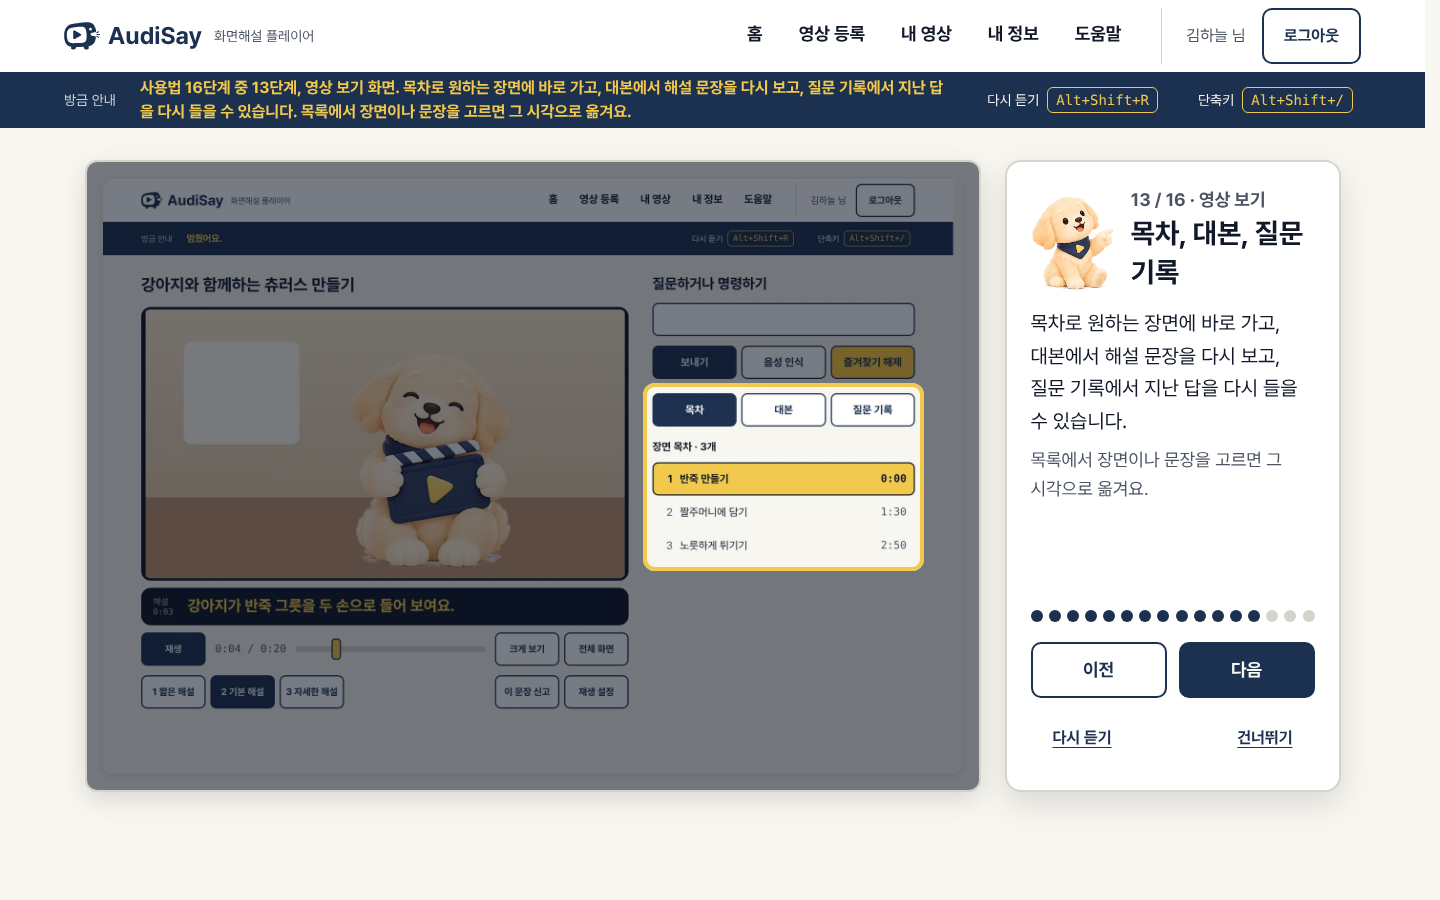 AudiSay 화면해설 플레이어
홈 영상 등록 내 영상 내 정보 도움말 김하늘 님 로그아웃
방금 안내
사용법 16단계 중 13단계, 영상 보기 화면. 목차로 원하는 장면에 바로 가고, 대본에서 해설 문장을 다시 보고, 질문 기록에서 지난 답
을 다시 들을 수 있습니다. 목록에서 장면이나 문장을 고르면 그 시각으로 옮겨요.
다시 듣기 Alt+Shift+R 단축키 Alt+Shift+/
AudiSay 화면해설 플레이어
홈 영상 등록 내 영상 내 정보 도움말 김하늘 님 로그아웃
방금 안내 멈췄어요. 다시 듣기 Alt+Shift+R 단축키 Alt+Shift+/
강아지와 함께하는 츄러스 만들기
해설
0:03
강아지가 반죽 그릇을 두 손으로 들어 보여요.
재생 0:04 / 0:20 크게 보기 전체 화면
1 짧은 해설 2 기본 해설 3 자세한 해설 이 문장 신고 재생 설정
질문하거나 명령하기
보내기 음성 인식 즐겨찾기 해제
목차 대본 질문 기록
장면 목차 · 3개
1 반죽 만들기 0:00
2 짤주머니에 담기 1:30
3 노릇하게 튀기기 2:50
13 / 16 · 영상 보기
목차, 대본, 질문
기록
목차로 원하는 장면에 바로 가고,
대본에서 해설 문장을 다시 보고,
질문 기록에서 지난 답을 다시 들을
수 있습니다.
목록에서 장면이나 문장을 고르면 그
시각으로 옮겨요.
이전 다음
다시 듣기 건너뛰기